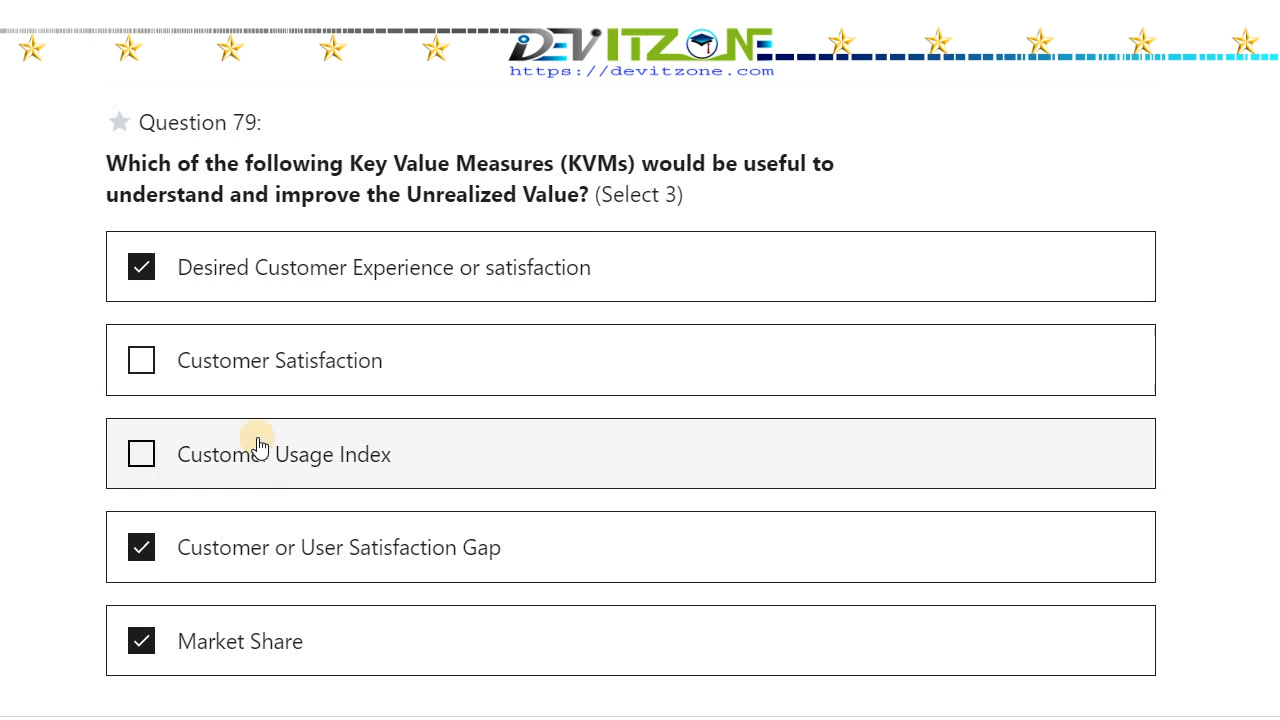 DEVITZONE
https://devitzone.com
Question 79:
Which of the following Key Value Measures (KVMs) would be useful to
understand and improve the Unrealized Value? (Select 3)
Desired Customer Experience or satisfaction
Customer Satisfaction
Customer Usage Index
Customer or User Satisfaction Gap
Market Share